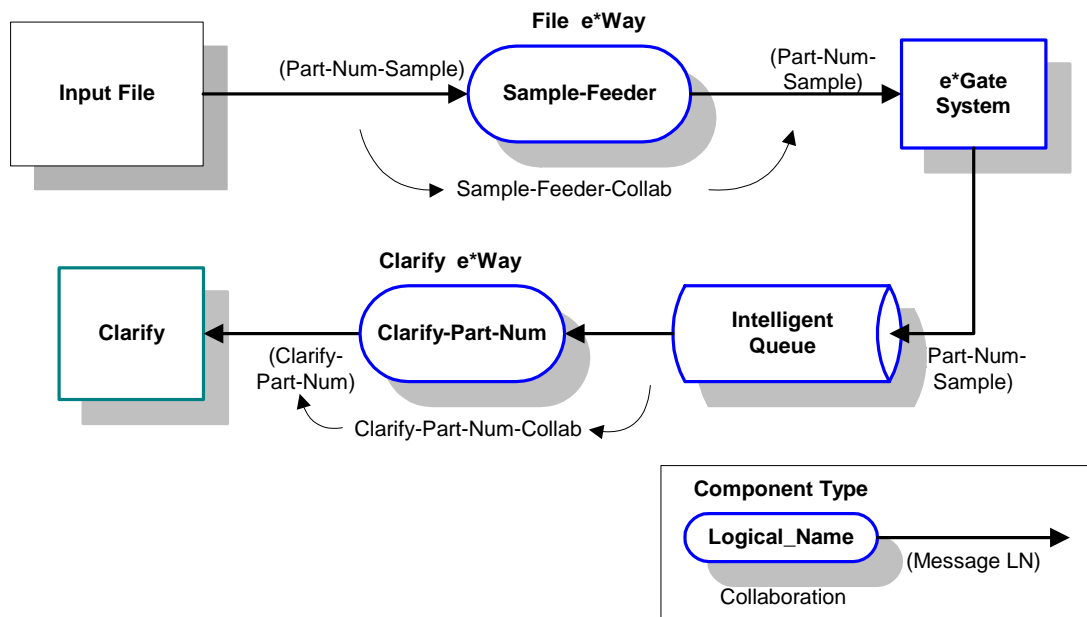 File e*Way
Input File
(Part-Num-Sample)
Sample-Feeder
(Part-Num-
Sample)
e*Gate
System
Sample-Feeder-Collab
Clarify e*Way
Clarify
(Clarify-
Part-Num)
Clarify-Part-Num
Intelligent
Queue
Part-Num-
Sample)
Clarify-Part-Num-Collab
Component Type
Logical_Name
(Message LN)
Collaboration